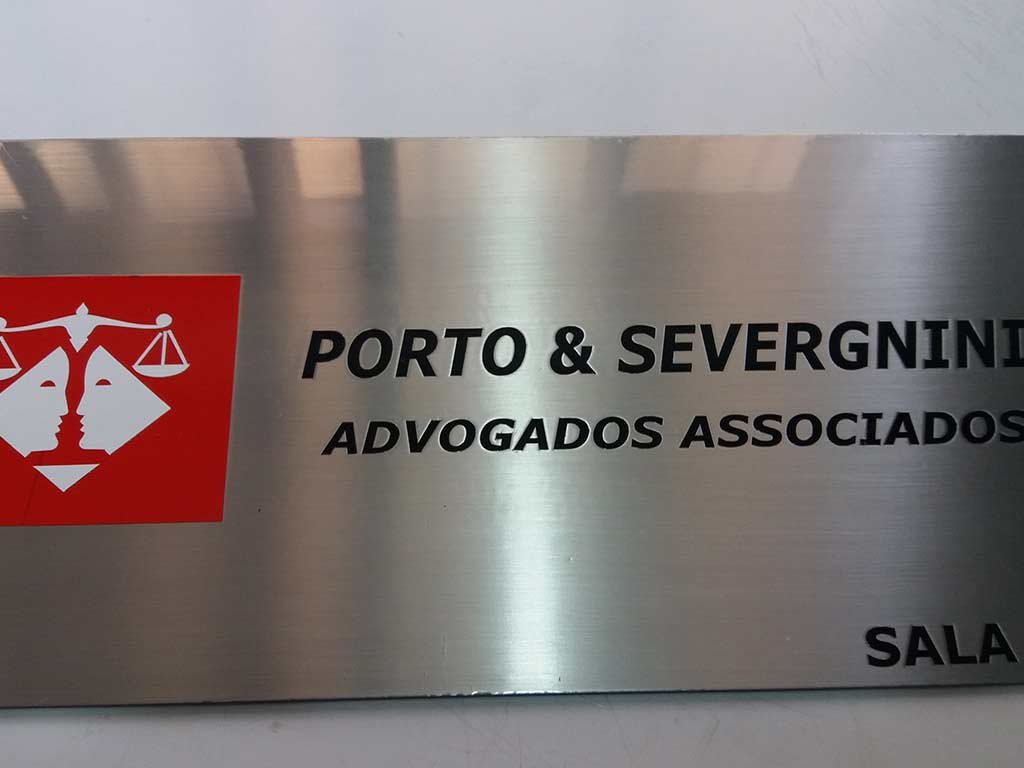 PORTO & SEVERGNINI
ADVOGADOS ASSOCIADOS
SALA